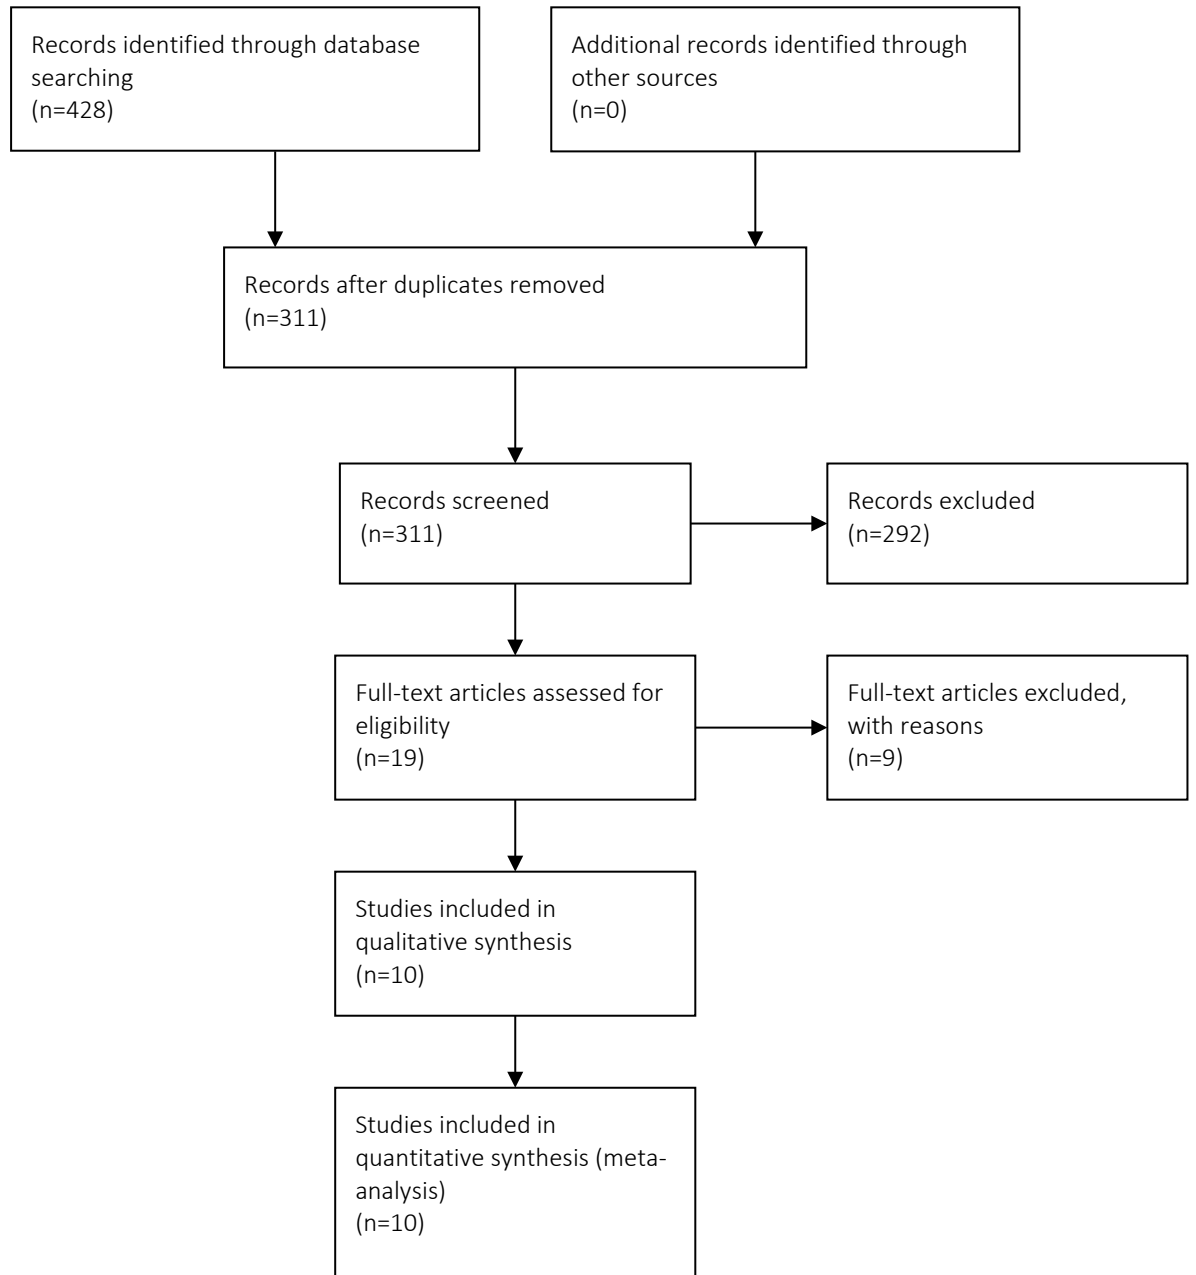 Records identified through database
searching
(n=428)
Additional records identified through
other sources
(n=0)
Records after duplicates removed
(n=311)
Records screened
(n=311)
Records excluded
(n=292)
Full-text articles assessed for
eligibility
(n=19)
Full-text articles excluded,
with reasons
(n=9)
Studies included in
qualitative synthesis
(n=10)
Studies included in
quantitative synthesis (meta-
analysis)
(n=10)